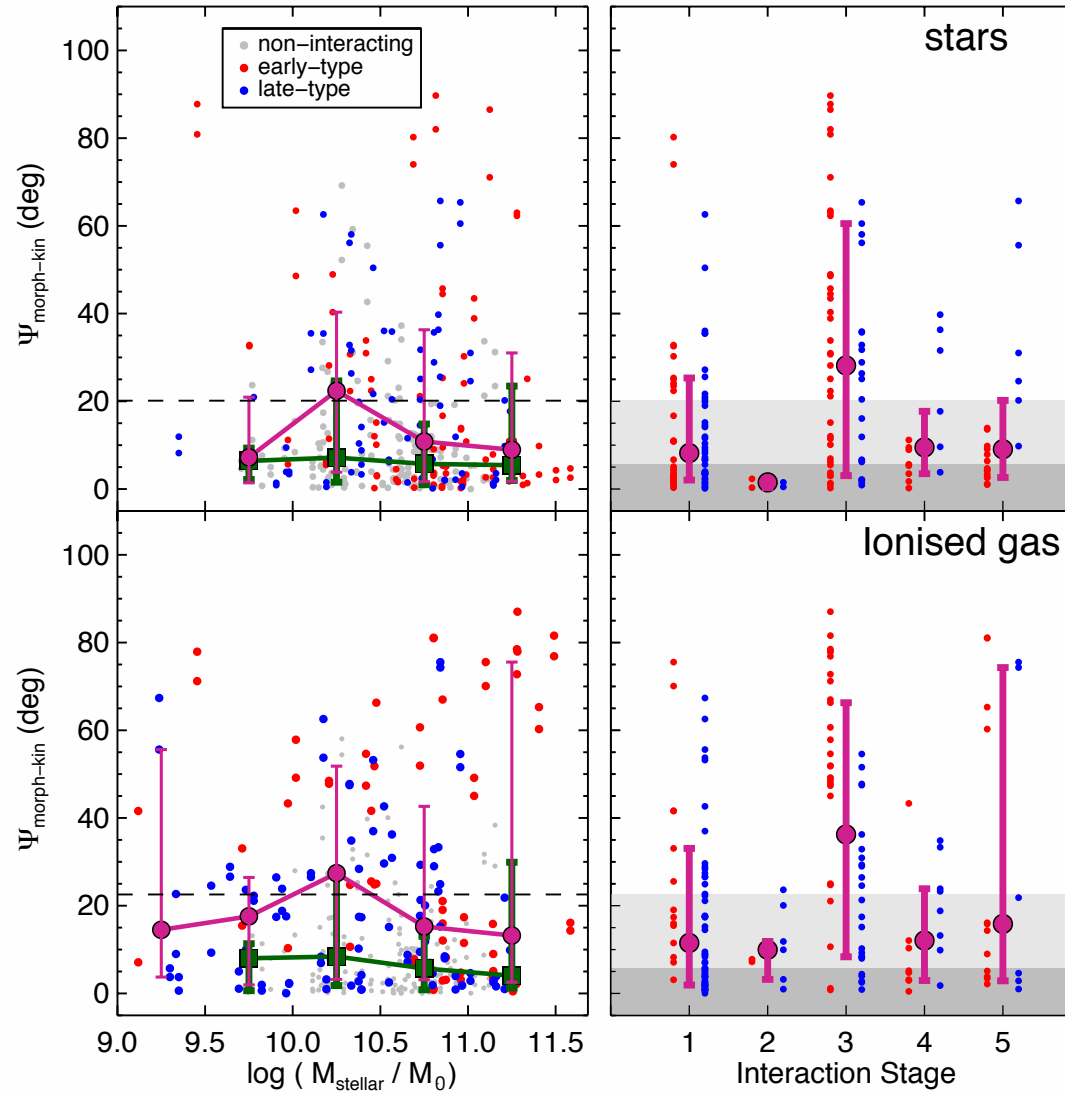 stars
non−interacting
early−type
late−type
Ψmorph−kin (deg)
100
80
60
40
20
0
Ionised gas
Ψmorph−kin (deg)
100
80
60
40
20
0
9.0 9.5 10.0 10.5 11.0 11.5
1 2 3 4 5
log ( Mstellar / M0)
Interaction Stage